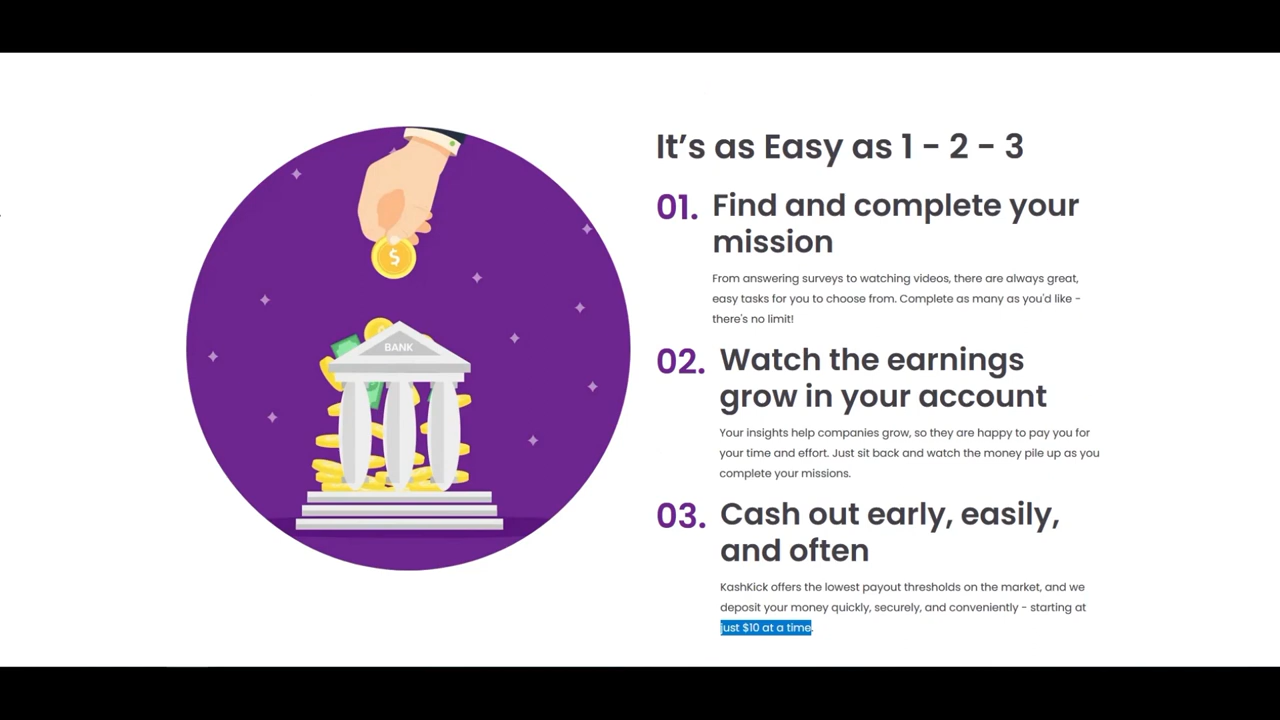 It’s as Easy as 1 - 2 - 3
01. Find and complete your
mission
From answering surveys to watching videos, there are always great,
easy tasks for you to choose from. Complete as many as you'd like -
there's no limit!
02. Watch the earnings
grow in your account
Your insights help companies grow, so they are happy to pay you for
your time and effort. Just sit back and watch the money pile up as you
complete your missions.
03. Cash out early, easily,
and often
KashKick offers the lowest payout thresholds on the market, and we
deposit your money quickly, securely, and conveniently - starting at
just $10 at a time.
$
BANK